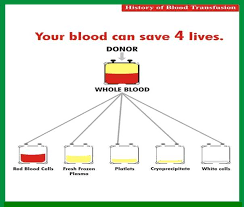 History of Blood Transfusion
Your blood can save 4 lives.
DONOR
WHOLE BLOOD
Red Blood Cells
Fresh Frozen
Plasma
Platlets
Cryoprecipitate
White cells